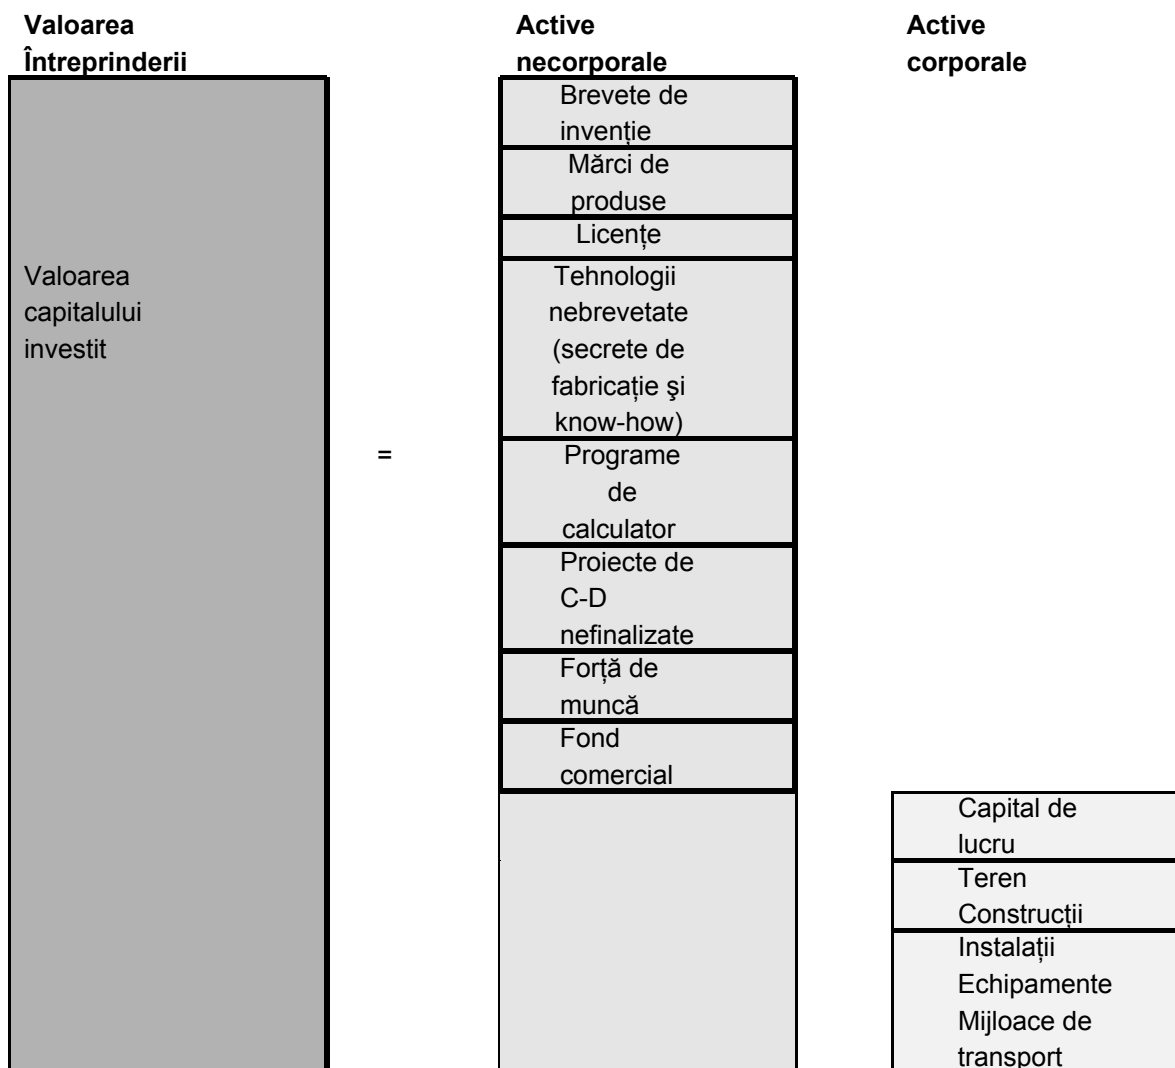 Valoarea
Întreprinderii
Active
necorporale
Active
corporale
Valoarea
capitalului
investit
=
Brevete de
invenție
Mărci de
produse
Licențe
Tehnologii
nebrevetate
(secrete de
fabricație şi
know-how)
Programe
de
calculator
Proiecte de
C-D
nefinalizate
Forță de
muncă
Fond
comercial
Capital de
lucru
Teren
Construcții
Instalații
Echipamente
Mijloace de
transport